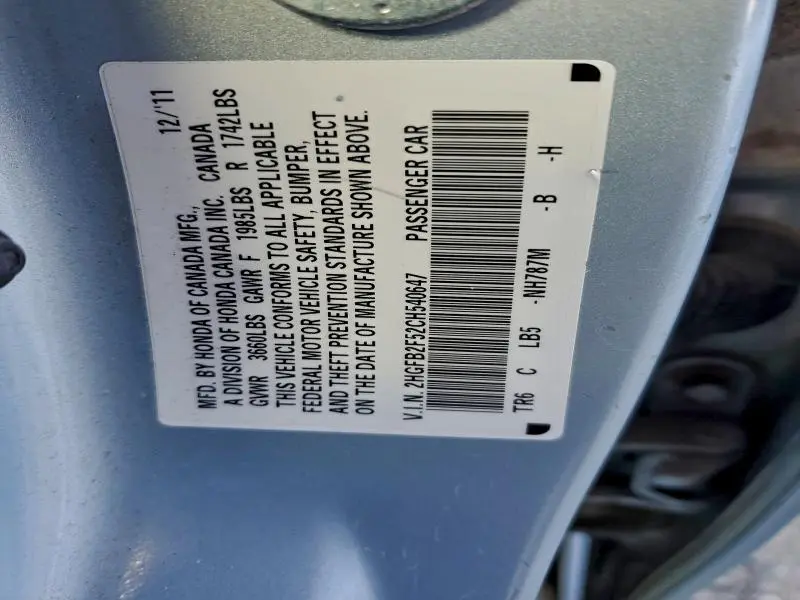 12/'11
MFD. BY HONDA OF CANADA MFG.,
A DIVISION OF HONDA CANADA INC. CANADA
GVWR 3660LBS GAWR F 1985LBS R 1742LBS
THIS VEHICLE CONFORMS TO ALL APPLICABLE
FEDERAL MOTOR VEHICLE SAFETY, BUMPER,
AND THEFT PREVENTION STANDARDS IN EFFECT
ON THE DATE OF MANUFACTURE SHOWN ABOVE.
V.I.N. 2HGFB2F52CH540647 PASSENGER CAR
TR6 C LB5 -NH787M -B -H